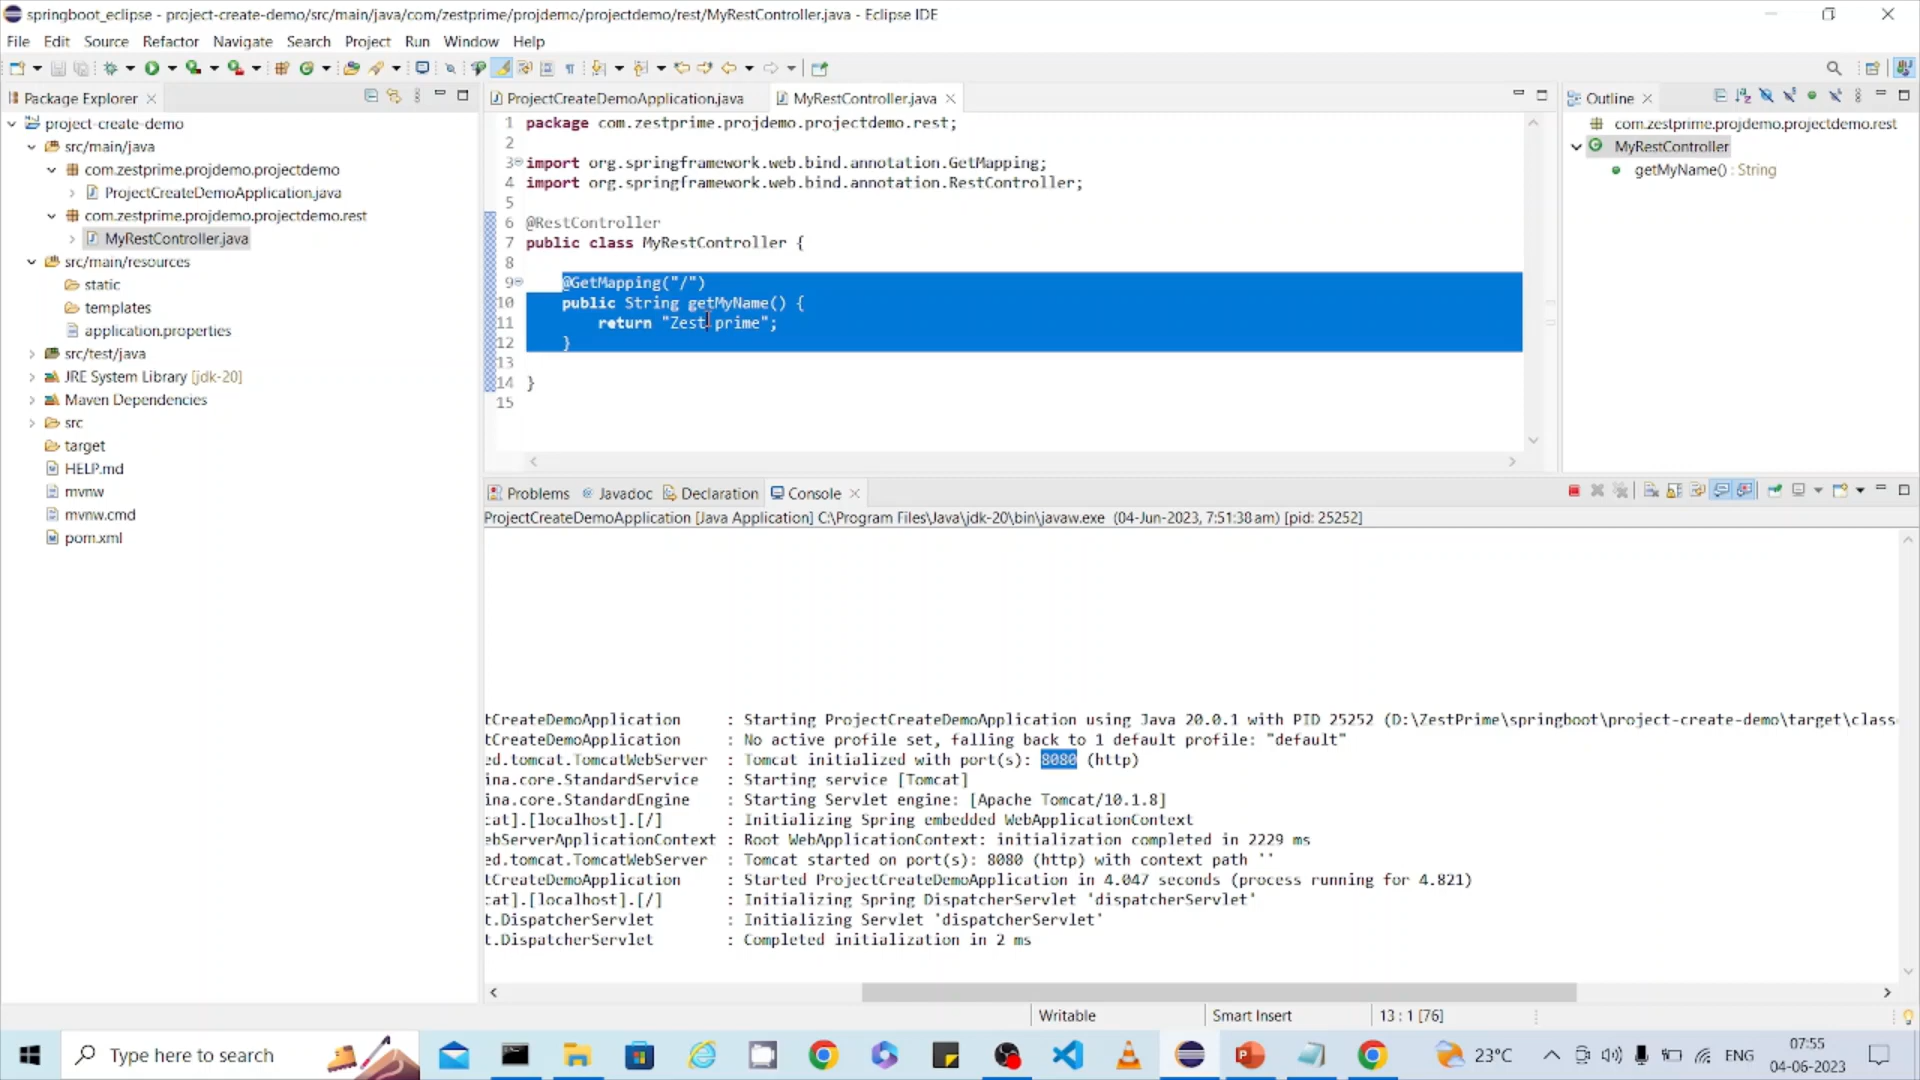 springboot_eclipse - project-create-demo/src/main/java/com/zestprime/projdemo/projectdemo/rest/MyRestController.java - Eclipse IDE
File Edit Source Refactor Navigate Search Project Run Window Help
Package Explorer
project-create-demo
src/main/java
com.zestprime.projdemo.projectdemo
ProjectCreateDemoApplication.java
com.zestprime.projdemo.projectdemo.rest
MyRestController.java
src/main/resources
static
templates
application.properties
src/test/java
JRE System Library [jdk-20]
Maven Dependencies
src
target
HELP.md
mvnw
mvnw.cmd
pom.xml
ProjectCreateDemoApplication.java MyRestController.java
1 package com.zestprime.projdemo.projectdemo.rest;
2
3 import org.springframework.web.bind.annotation.GetMapping;
4 import org.springframework.web.bind.annotation.RestController;
5
6 @RestController
7 public class MyRestController {
8
9 @GetMapping("/")
10 public String getMyName() {
11 return "Zest prime";
12 }
13
14 }
15
Outline
com.zestprime.projdemo.projectdemo.rest
MyRestController
getMyName() : String
Problems Javadoc Declaration Console
ProjectCreateDemoApplication [Java Application] C:\Program Files\Java\jdk-20\bin\javaw.exe (04-Jun-2023, 7:51:38 am) [pid: 25252]
tCreateDemoApplication : Starting ProjectCreateDemoApplication using Java 20.0.1 with PID 25252 (D:\ZestPrime\springboot\project-create-demo\target\class
tCreateDemoApplication : No active profile set, falling back to 1 default profile: "default"
ed.tomcat.TomcatWebServer : Tomcat initialized with port(s): 8080 (http)
ina.core.StandardService : Starting service [Tomcat]
ina.core.StandardEngine : Starting Servlet engine: [Apache Tomcat/10.1.8]
cat].[localhost].[/] : Initializing Spring embedded WebApplicationContext
ebServerApplicationContext : Root WebApplicationContext: initialization completed in 2229 ms
ed.tomcat.TomcatWebServer : Tomcat started on port(s): 8080 (http) with context path ''
tCreateDemoApplication : Started ProjectCreateDemoApplication in 4.047 seconds (process running for 4.821)
cat].[localhost].[/] : Initializing Spring DispatcherServlet 'dispatcherServlet'
t.DispatcherServlet : Initializing Servlet 'dispatcherServlet'
t.DispatcherServlet : Completed initialization in 2 ms
Writable Smart Insert 13 : 1 [76]
Type here to search
23°C ENG
07:55
04-06-2023